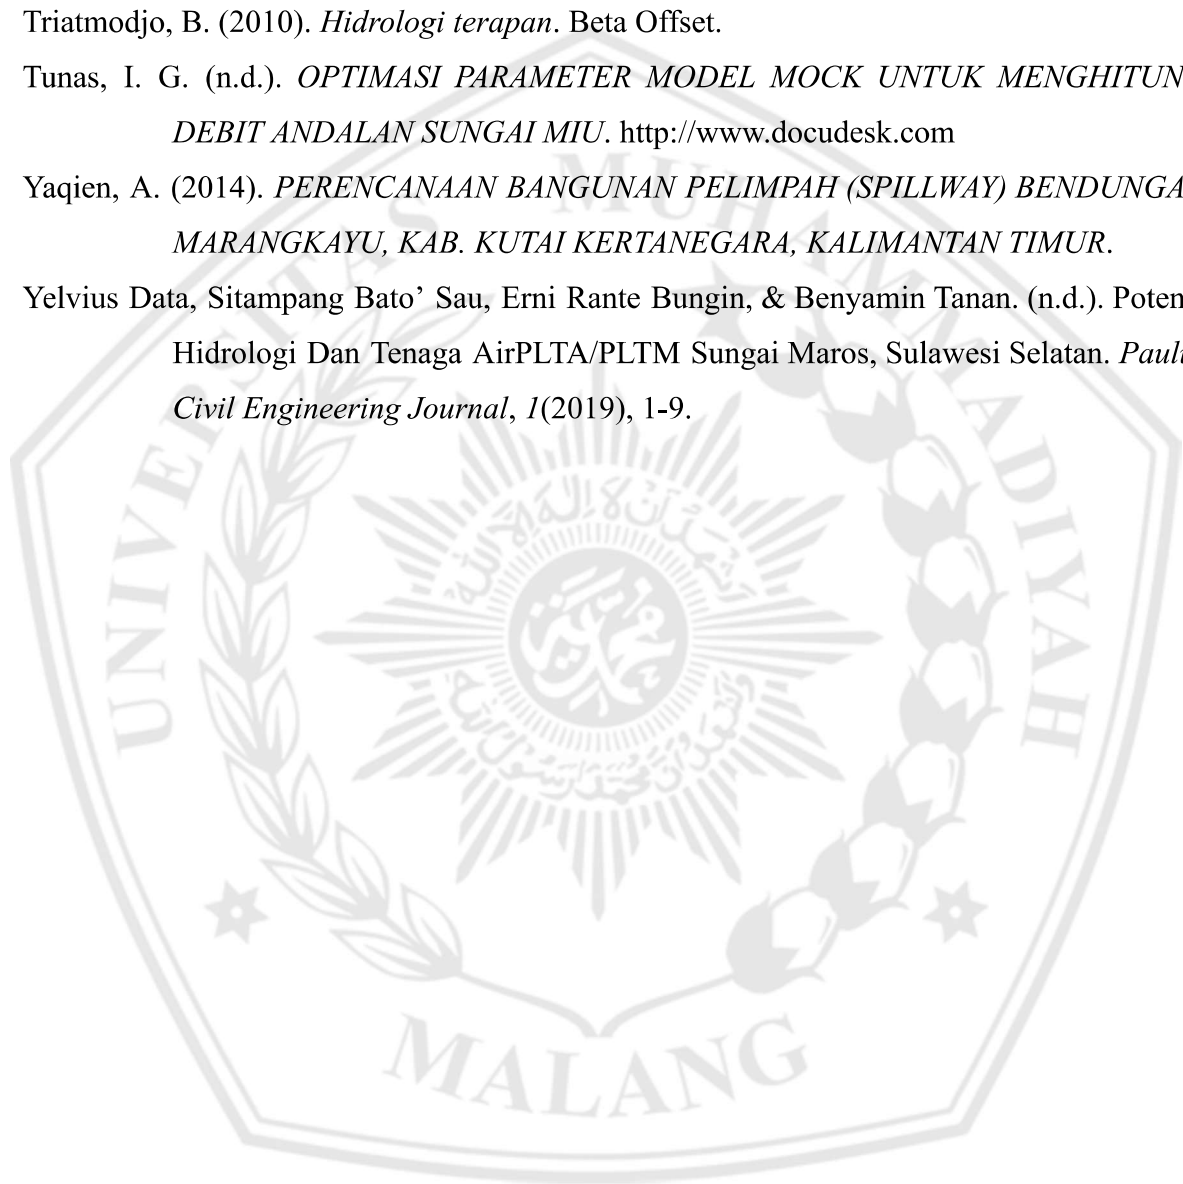 Triatmodjo, B. (2010). Hidrologi terapan. Beta Offset.
Tunas, I. G. (n.d.). OPTIMASI PARAMETER MODEL MOCK UNTUK MENGHITUN
DEBIT ANDALAN SUNGAI MIU. http://www.docudesk.com
Yaqien, A. (2014). PERENCANAAN BANGUNAN PELIMPAH (SPILLWAY) BENDUNGA
MARANGKAYU, KAB. KUTAI KERTANEGARA, KALIMANTAN TIMUR.
Yelvius Data, Sitampang Bato’ Sau, Erni Rante Bungin, & Benyamin Tanan. (n.d.). Poten
Hidrologi Dan Tenaga AirPLTA/PLTM Sungai Maros, Sulawesi Selatan. Pauli
Civil Engineering Journal, 1(2019), 1-9.
UNIVERSITAS MUHAMMADIYAH
MALANG